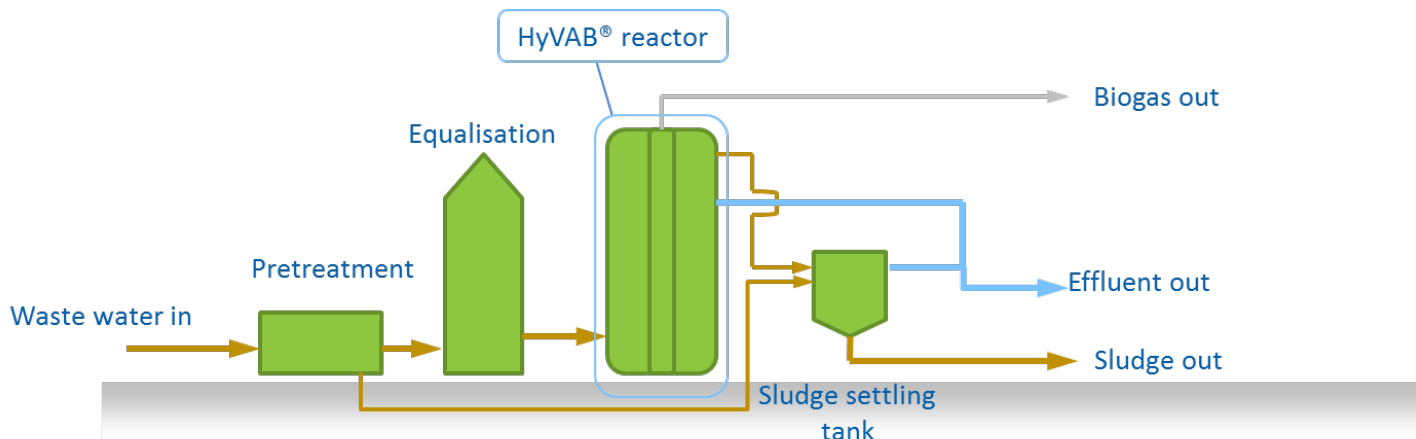 HyVAB® reactor
Biogas out
Equalisation
Pretreatment
Waste water in
Effluent out
Sludge out
Sludge settling
tank